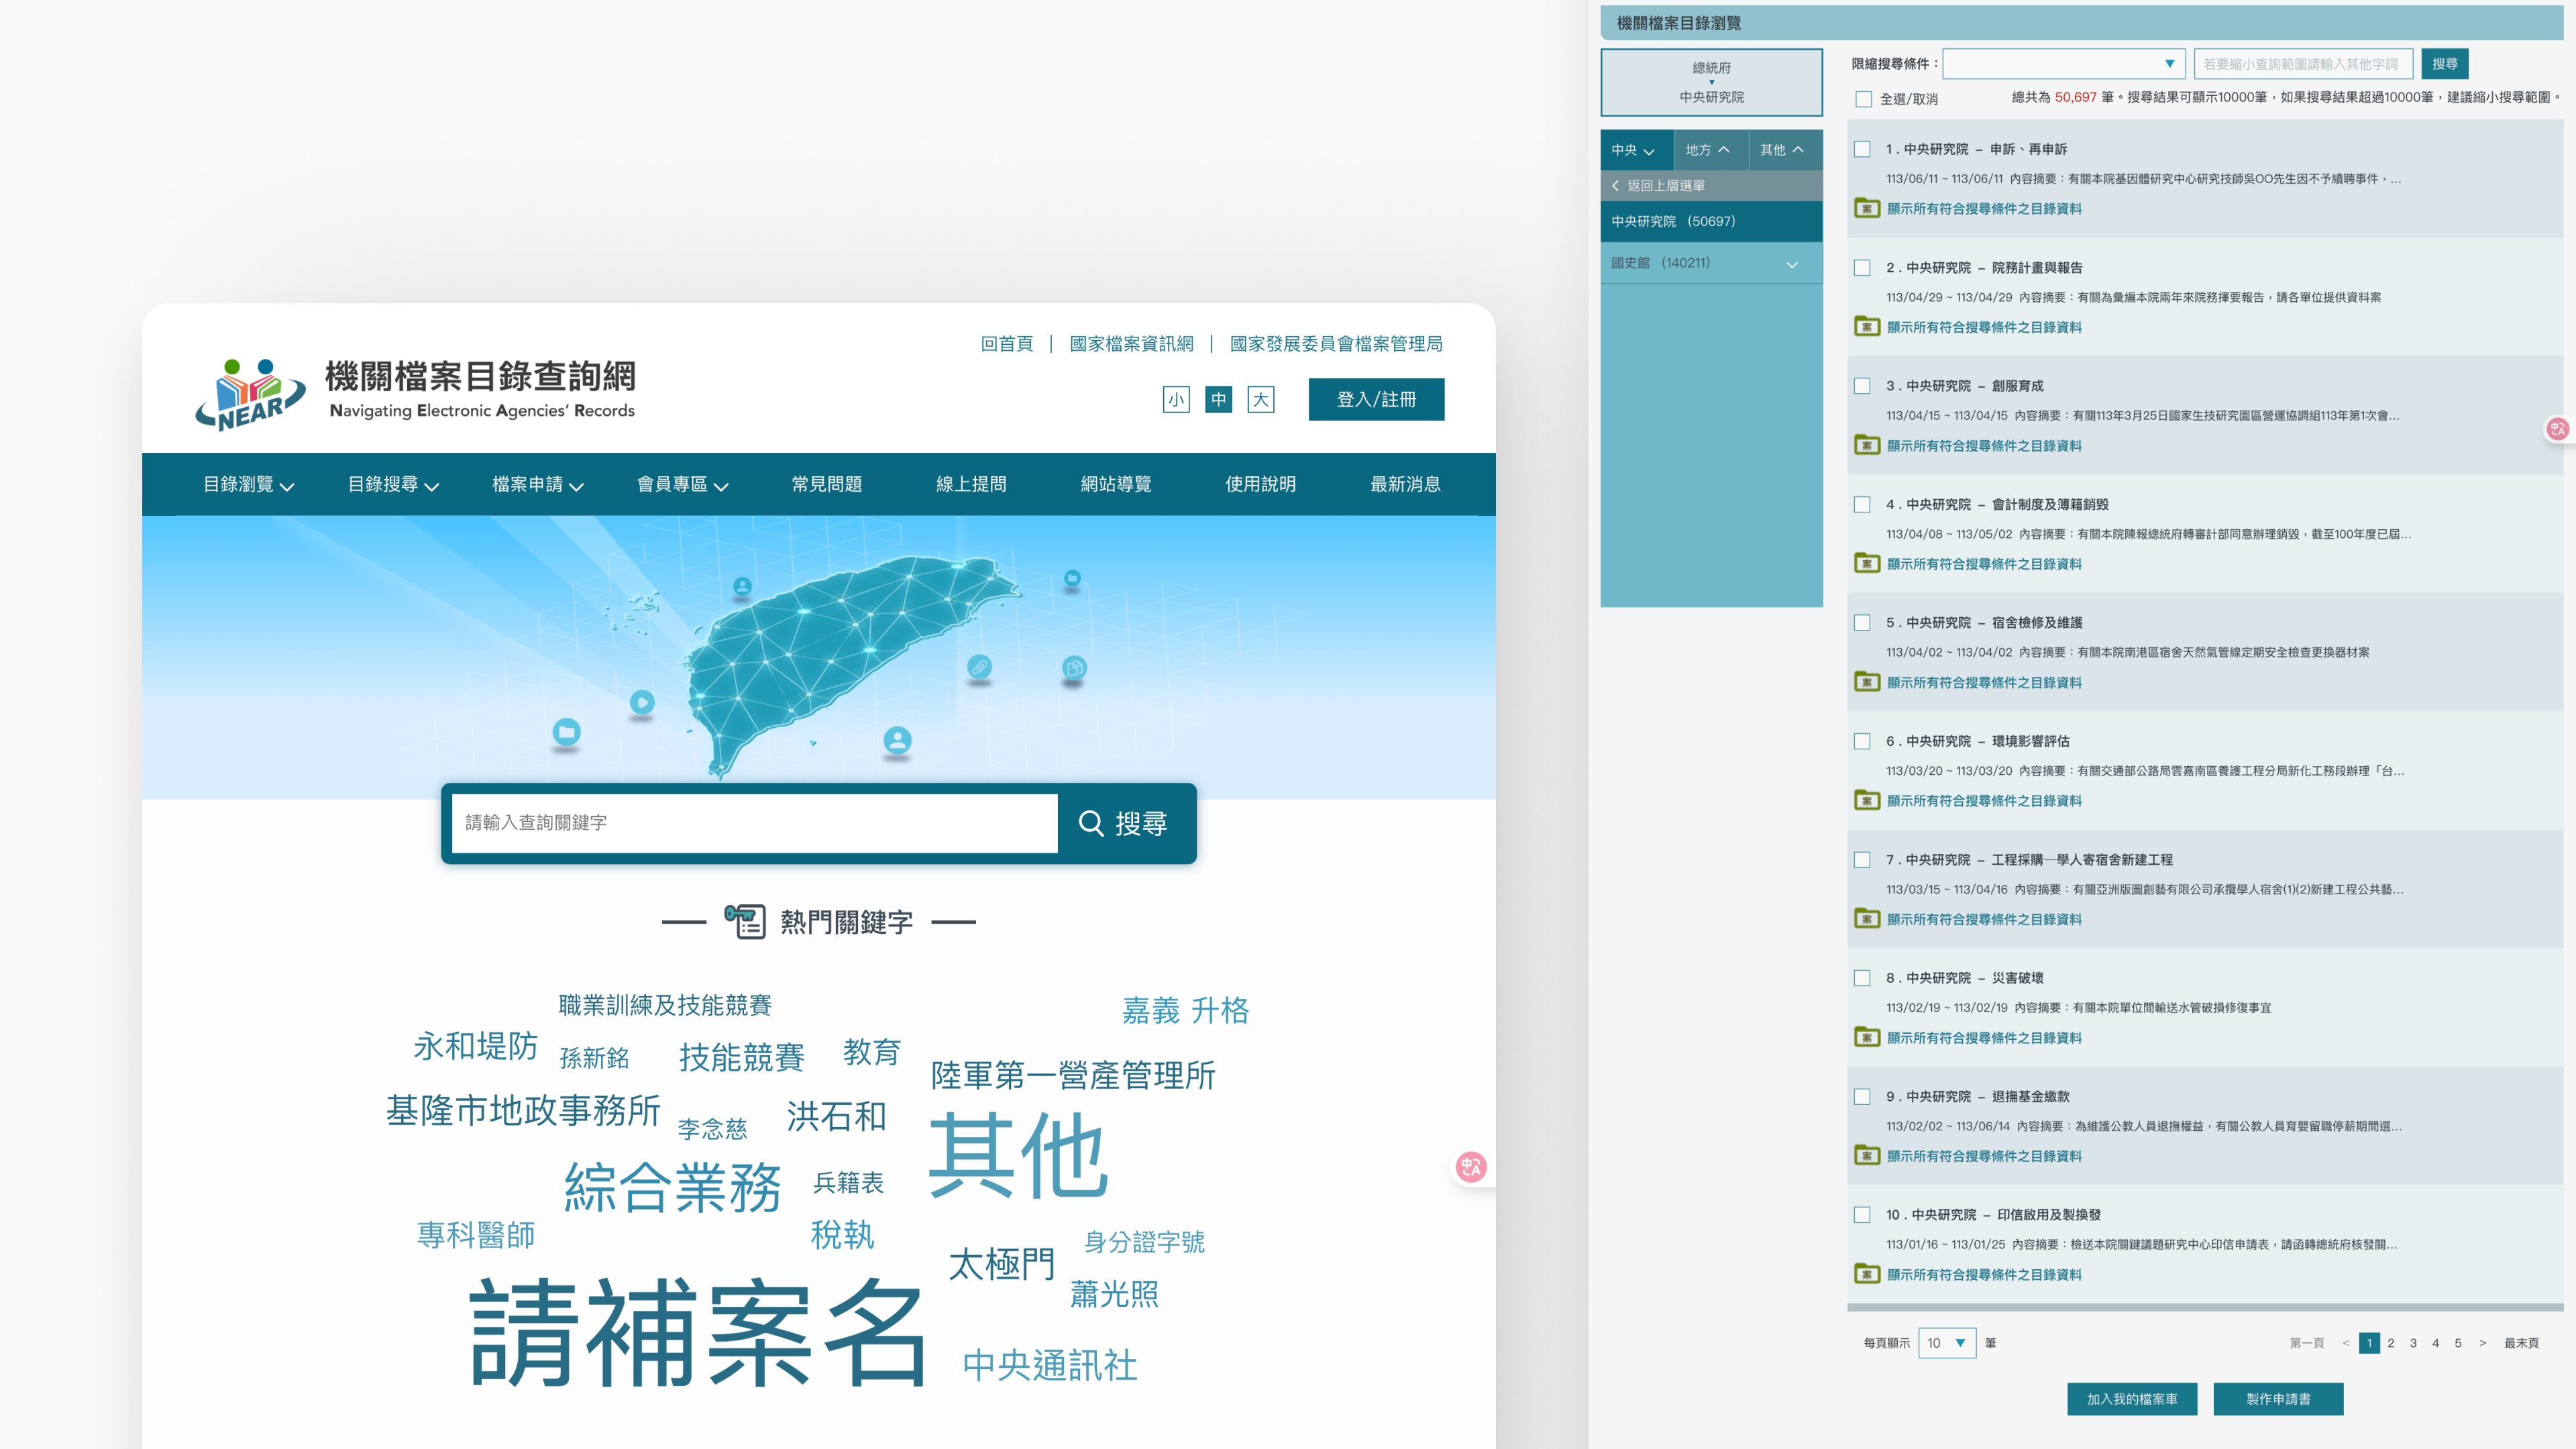 回首頁 | 國家檔案資訊網 | 國家發展委員會檔案管理局
NEAR
機關檔案目錄查詢網
Navigating Electronic Agencies' Records
小 中 大 登入/註冊
目錄瀏覽 目錄搜尋 檔案申請 會員專區 常見問題 線上提問 網站導覽 使用說明 最新消息
請輸入查詢關鍵字 搜尋
熱門關鍵字
職業訓練及技能競賽
嘉義 升格
永和堤防
孫新銘
技能競賽
教育
陸軍第一營產管理所
基隆市地政事務所
李念慈
洪石和
其他
綜合業務
兵籍表
專科醫師
稅執
太極門
身分證字號
蕭光照
請補案名
中央通訊社
機關檔案目錄瀏覽
總統府
中央研究院
中央 地方 其他
返回上層選單
中央研究院 (50697)
國史館 (140211)
限縮搜尋條件： 若要縮小查詢範圍請輸入其他字詞 搜尋
全選/取消 總共為 50,697 筆。搜尋結果可顯示10000筆，如果搜尋結果超過10000筆，建議縮小搜尋範圍。
1 . 中央研究院 － 申訴、再申訴
113/06/11 ~ 113/06/11 內容摘要：有關本院基因體研究中心研究技師吳OO先生因不予續聘事件，...
案 顯示所有符合搜尋條件之目錄資料
2 . 中央研究院 － 院務計畫與報告
113/04/29 ~ 113/04/29 內容摘要：有關為彙編本院兩年來院務擇要報告，請各單位提供資料案
案 顯示所有符合搜尋條件之目錄資料
3 . 中央研究院 － 創服育成
113/04/15 ~ 113/04/15 內容摘要：有關113年3月25日國家生技研究園區營運協調組113年第1次會...
案 顯示所有符合搜尋條件之目錄資料
4 . 中央研究院 － 會計制度及簿籍銷毀
113/04/08 ~ 113/05/02 內容摘要：有關本院陳報總統府轉審計部同意辦理銷毀，截至100年度已屆...
案 顯示所有符合搜尋條件之目錄資料
5 . 中央研究院 － 宿舍檢修及維護
113/04/02 ~ 113/04/02 內容摘要：有關本院南港區宿舍天然氣管線定期安全檢查更換器材案
案 顯示所有符合搜尋條件之目錄資料
6 . 中央研究院 － 環境影響評估
113/03/20 ~ 113/03/20 內容摘要：有關交通部公路局雲嘉南區養護工程分局新化工務段辦理「台...
案 顯示所有符合搜尋條件之目錄資料
7 . 中央研究院 － 工程採購─學人寄宿舍新建工程
113/03/15 ~ 113/04/16 內容摘要：有關亞洲版圖創藝有限公司承攬學人宿舍(1)(2)新建工程公共藝...
案 顯示所有符合搜尋條件之目錄資料
8 . 中央研究院 － 災害破壞
113/02/19 ~ 113/02/19 內容摘要：有關本院單位間輸送水管破損修復事宜
案 顯示所有符合搜尋條件之目錄資料
9 . 中央研究院 － 退撫基金繳款
113/02/02 ~ 113/06/14 內容摘要：為維護公教人員退撫權益，有關公教人員育嬰留職停薪期間選...
案 顯示所有符合搜尋條件之目錄資料
10 . 中央研究院 － 印信啟用及製換發
113/01/16 ~ 113/01/25 內容摘要：檢送本院關鍵議題研究中心印信申請表，請函轉總統府核發關...
案 顯示所有符合搜尋條件之目錄資料
每頁顯示 10 筆 第一頁 < 1 2 3 4 5 > 最末頁
加入我的檔案車 製作申請書